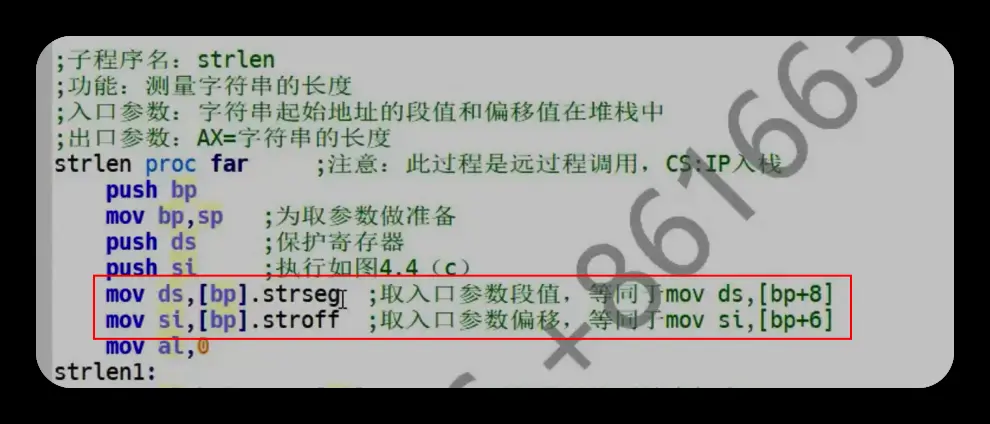 ;子程序名：strlen
;功能：测量字符串的长度
;入口参数：字符串起始地址的段值和偏移值在堆栈中
;出口参数：AX=字符串的长度
strlen proc far ;注意：此过程是远过程调用，CS:IP入栈
push bp
mov bp,sp ;为取参数做准备
push ds ;保护寄存器
push si ;执行如图4.4（c）
mov ds,[bp].strseg ;取入口参数段值，等同于mov ds,[bp+8]
mov si,[bp].stroff ;取入口参数偏移，等同于mov si,[bp+6]
mov al,0
strlen1:
+861665